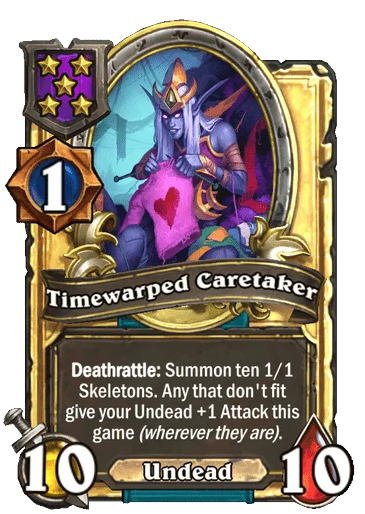 1
Timewarped Caretaker
Deathrattle: Summon ten 1/1
Skeletons. Any that don't fit
give your Undead +1 Attack this
game (wherever they are).
10
Undead
10